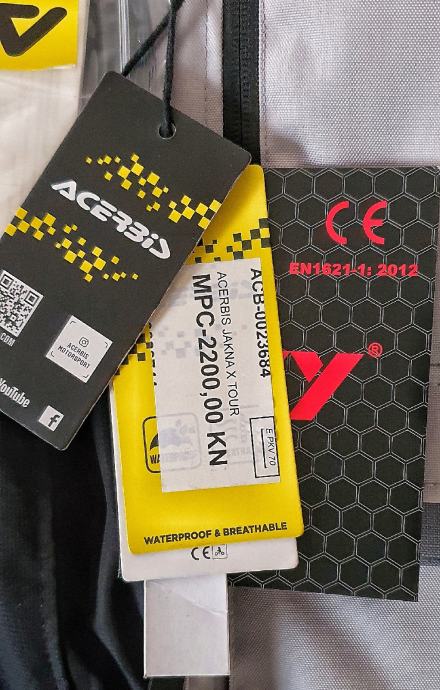 ACERBIS
ACERBIS
MOTORSPORT
.COM
YouTube
ACB-0023684
ACERBIS JAKNA X TOUR
MPC-2200,00 KN
E.PKV 70
WATERPROOF & BREATHABLE
CE
CE
EN1621-1: 2012